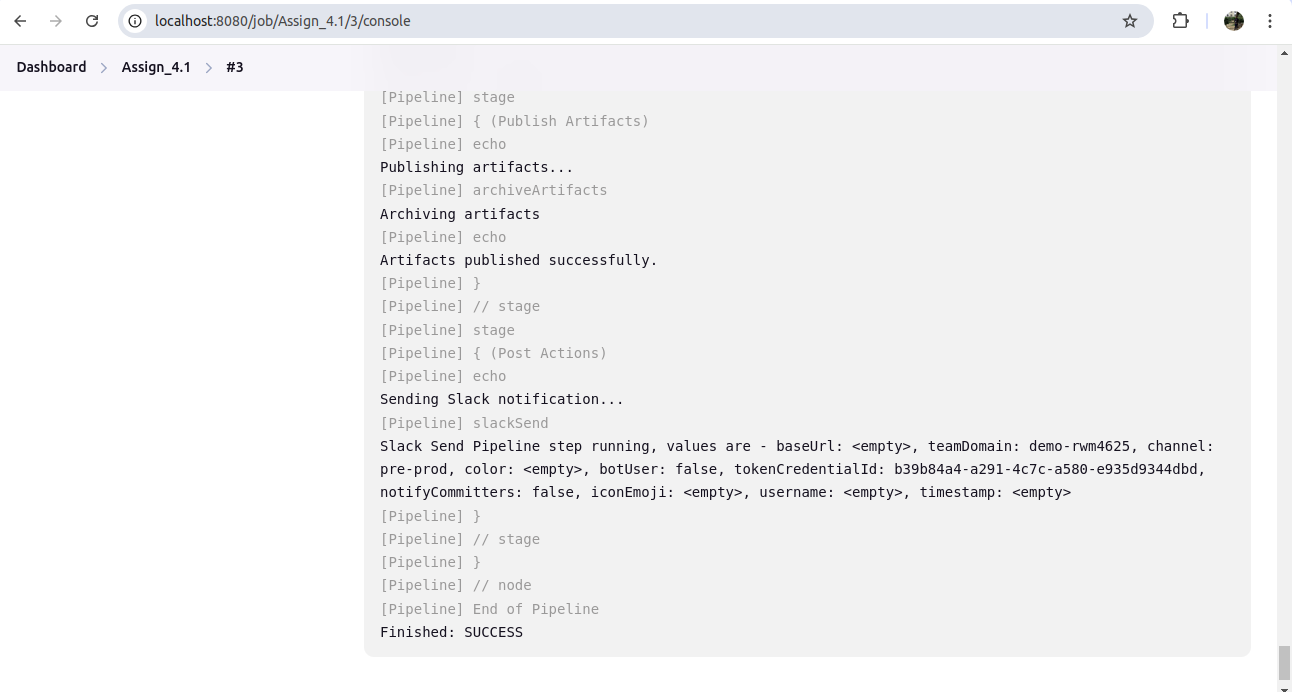 localhost:8080/job/Assign_4.1/3/console
Dashboard > Assign_4.1 > #3
[Pipeline] stage
[Pipeline] { (Publish Artifacts)
[Pipeline] echo
Publishing artifacts...
[Pipeline] archiveArtifacts
Archiving artifacts
[Pipeline] echo
Artifacts published successfully.
[Pipeline] }
[Pipeline] // stage
[Pipeline] stage
[Pipeline] { (Post Actions)
[Pipeline] echo
Sending Slack notification...
[Pipeline] slackSend
Slack Send Pipeline step running, values are - baseUrl: <empty>, teamDomain: demo-rwm4625, channel:
pre-prod, color: <empty>, botUser: false, tokenCredentialId: b39b84a4-a291-4c7c-a580-e935d9344dbd,
notifyCommitters: false, iconEmoji: <empty>, username: <empty>, timestamp: <empty>
[Pipeline] }
[Pipeline] // stage
[Pipeline] }
[Pipeline] // node
[Pipeline] End of Pipeline
Finished: SUCCESS